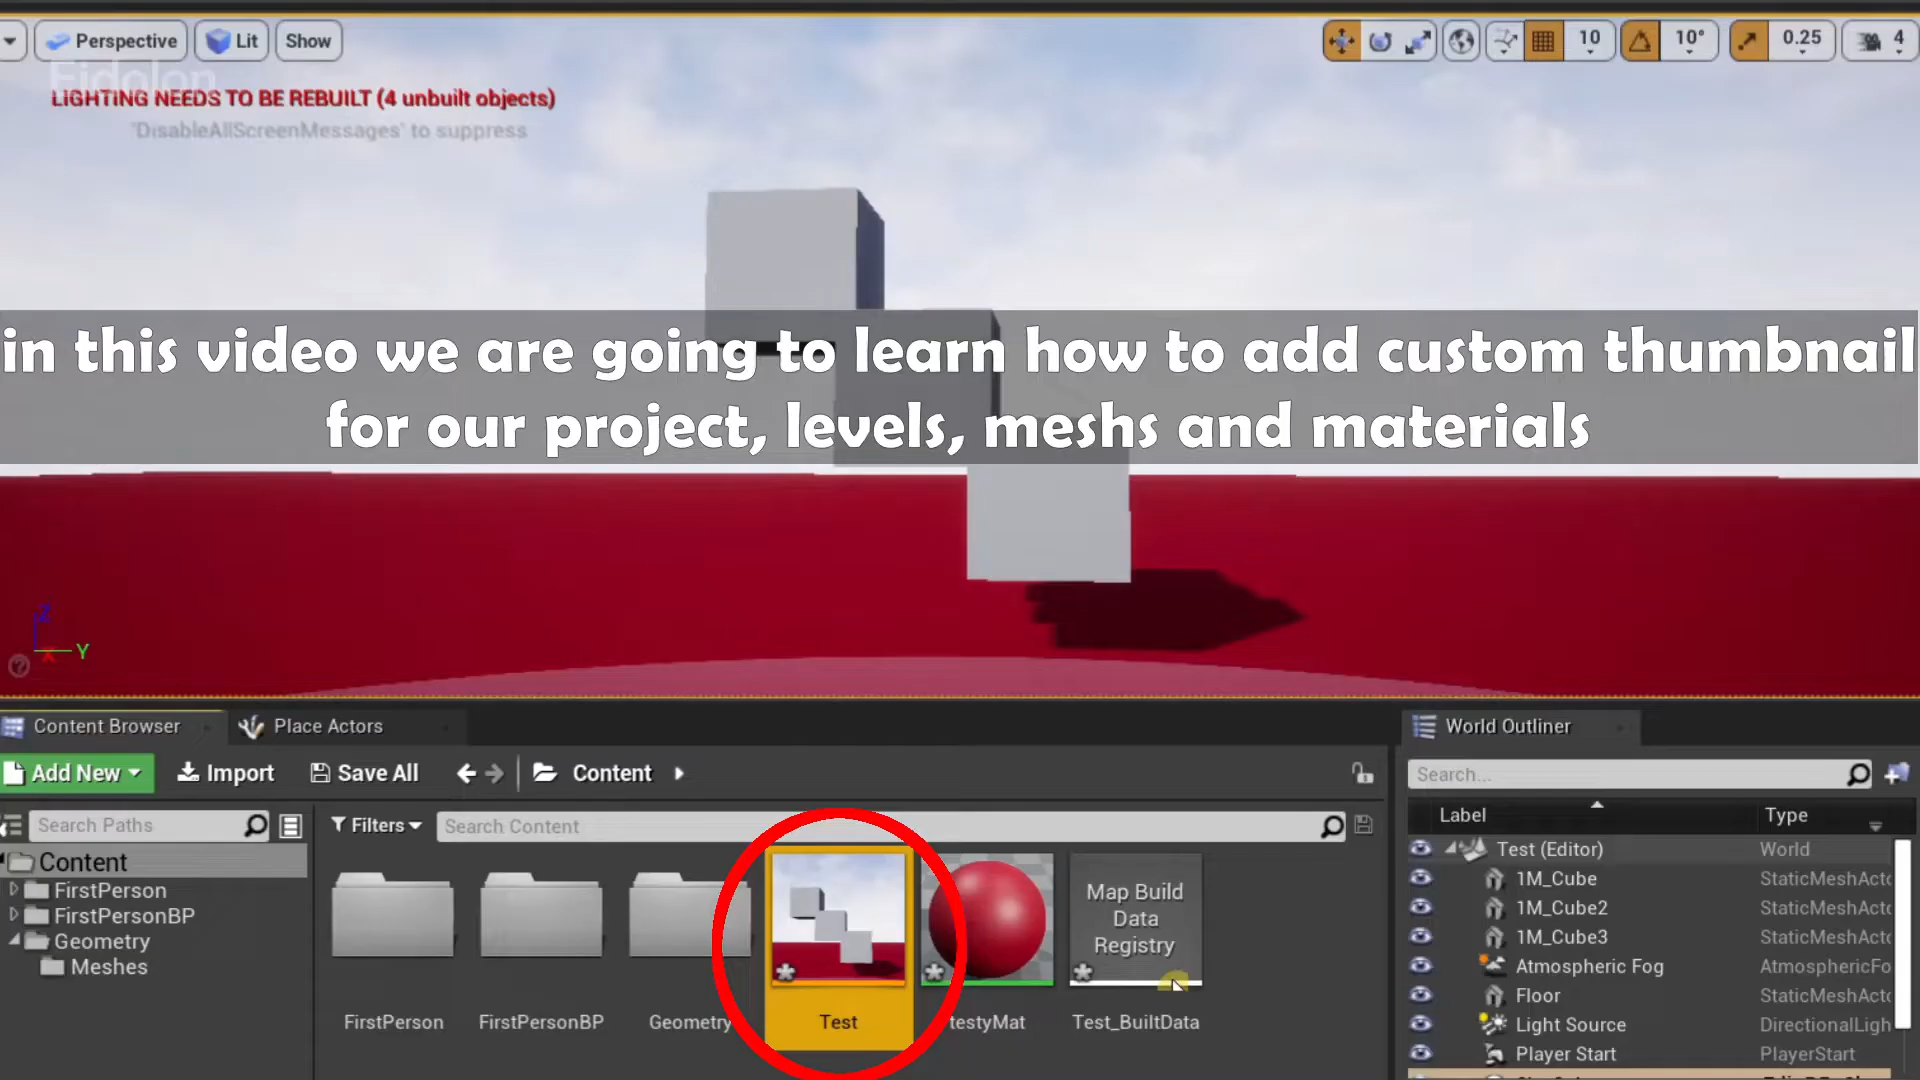 Perspective Lit Show 10 10° 0.25 4
Eidolon
LIGHTING NEEDS TO BE REBUILT (4 unbuilt objects)
'DisableAllScreenMessages' to suppress
in this video we are going to learn how to add custom thumbnail
for our project, levels, meshs and materials
Z
Y
X
Content Browser Place Actors
Add New Import Save All Content
Search Paths
Filters Search Content
Content
FirstPerson
FirstPersonBP
Geometry
Meshes
Map Build
Data
Registry
FirstPerson FirstPersonBP Geometry Test testyMat Test_BuiltData
World Outliner
Search...
Label Type
Test (Editor) World
1M_Cube StaticMeshActo
1M_Cube2 StaticMeshActo
1M_Cube3 StaticMeshActo
Atmospheric Fog AtmosphericFo
Floor StaticMeshActo
Light Source DirectionalLigh
Player Start PlayerStart